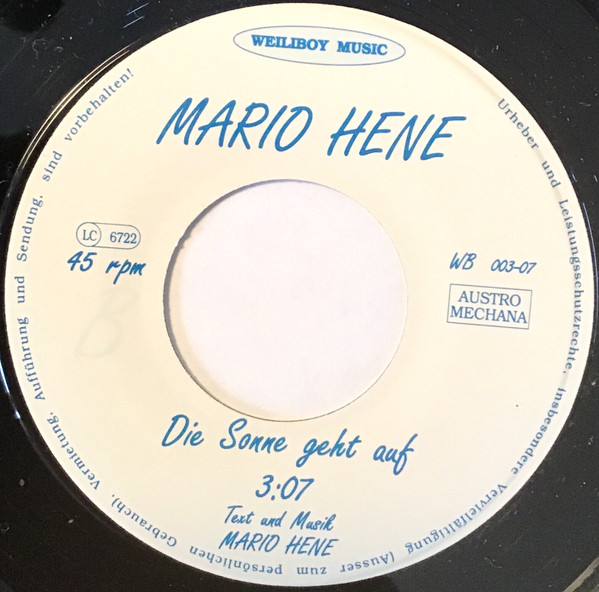 WEILIBOY MUSIC
MARIO HENE
LC 6722
45 rpm
B
WB 003-07
AUSTRO
MECHANA
Die Sonne geht auf
3:07
Text und Musik
MARIO HENE
Urheber und Leistungsschutzrechte, insbesondere Vervielfältigung (Ausser zum persönlichen Gebrauch), Vermietung, Aufführung und Sendung, sind vorbehalten!